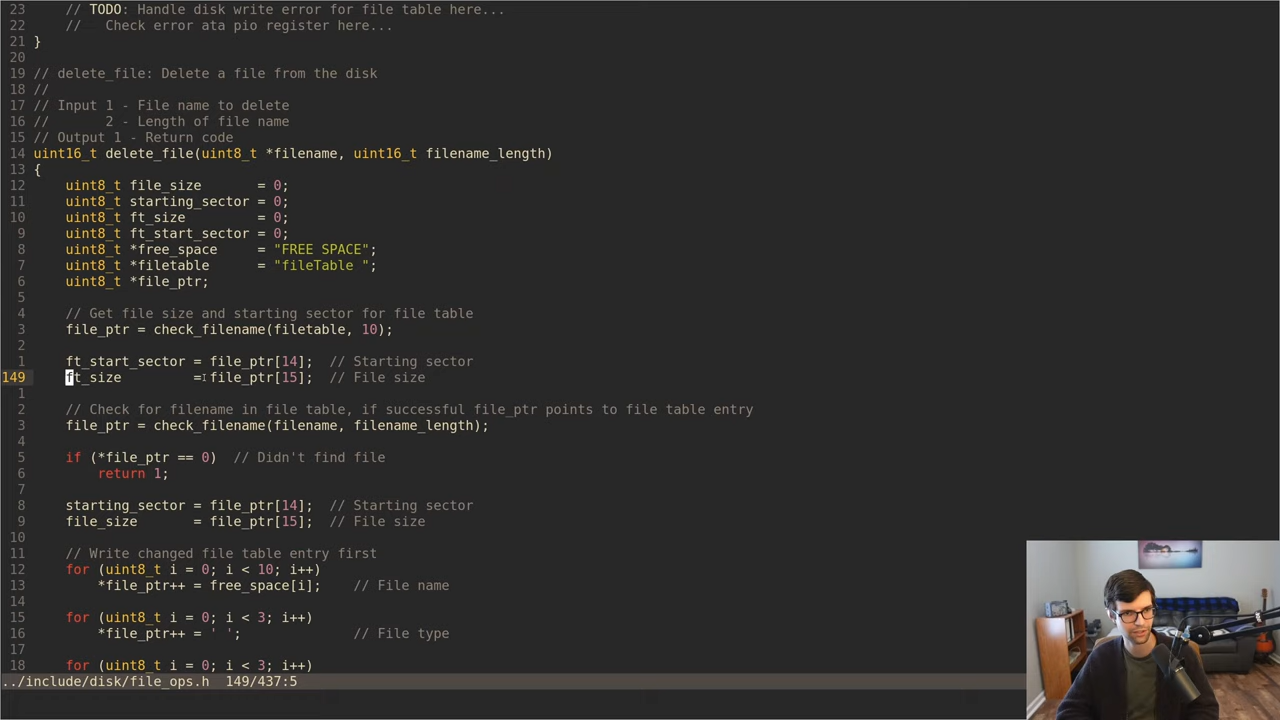 23 // TODO: Handle disk write error for file table here...
22 //   Check error ata pio register here...
21 }
20
19 // delete_file: Delete a file from the disk
18 //
17 // Input 1 - File name to delete
16 //       2 - Length of file name
15 // Output 1 - Return code
14 uint16_t delete_file(uint8_t *filename, uint16_t filename_length)
13 {
12 uint8_t file_size       = 0;
11 uint8_t starting_sector = 0;
10 uint8_t ft_size         = 0;
9 uint8_t ft_start_sector = 0;
8 uint8_t *free_space     = "FREE SPACE";
7 uint8_t *filetable      = "fileTable ";
6 uint8_t *file_ptr;
5
4 // Get file size and starting sector for file table
3 file_ptr = check_filename(filetable, 10);
2
1 ft_start_sector = file_ptr[14];  // Starting sector
149 ft_size         = file_ptr[15];  // File size
1
2 // Check for filename in file table, if successful file_ptr points to file table entry
3 file_ptr = check_filename(filename, filename_length);
4
5 if (*file_ptr == 0)  // Didn't find file
6 return 1;
7
8 starting_sector = file_ptr[14];  // Starting sector
9 file_size       = file_ptr[15];  // File size
10
11 // Write changed file table entry first
12 for (uint8_t i = 0; i < 10; i++)
13 *file_ptr++ = free_space[i];    // File name
14
15 for (uint8_t i = 0; i < 3; i++)
16 *file_ptr++ = ' ';              // File type
17
18 for (uint8_t i = 0; i < 3; i++)
../include/disk/file_ops.h  149/437:5